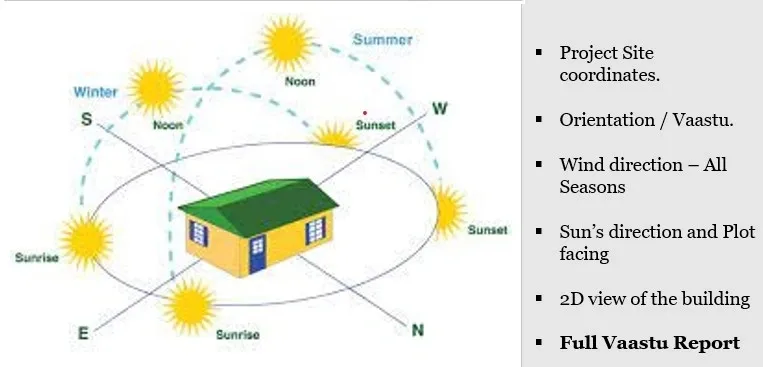 Summer
Noon
Winter
Noon
S
W
Sunset
Sunset
Sunrise
Sunrise
E
N
▪ Project Site
coordinates.
▪ Orientation / Vaastu.
▪ Wind direction – All
Seasons
▪ Sun’s direction and Plot
facing
▪ 2D view of the building
▪ Full Vaastu Report